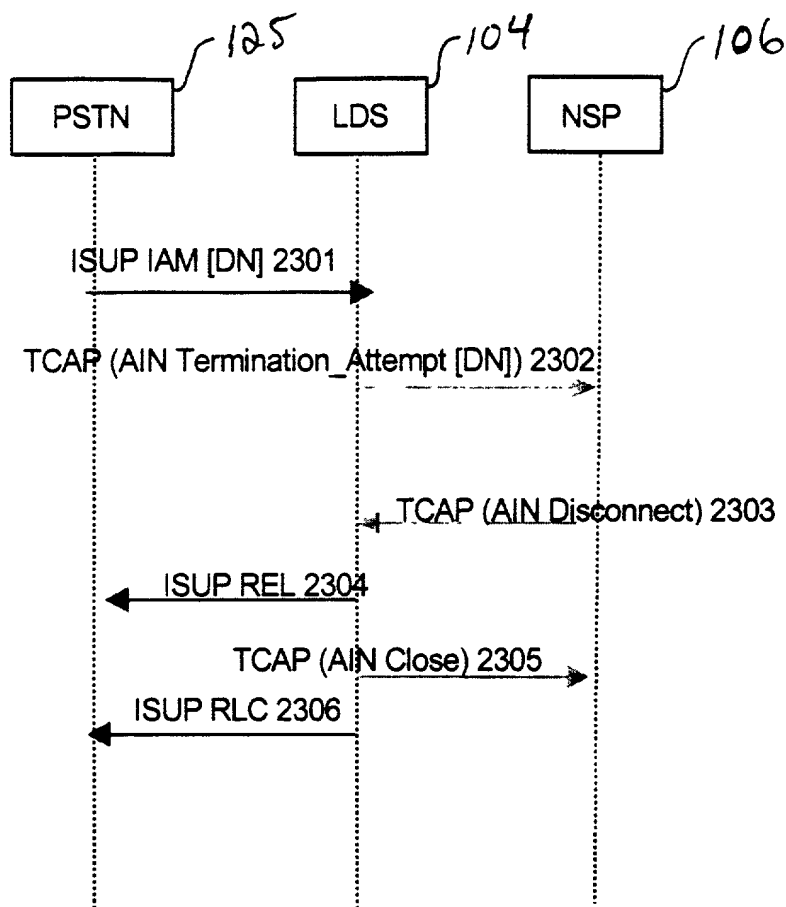 125 104 106
PSTN LDS NSP
ISUP IAM [DN] 2301
TCAP (AIN Termination_Attempt [DN]) 2302
TCAP (AIN Disconnect) 2303
ISUP REL 2304
TCAP (AIN Close) 2305
ISUP RLC 2306